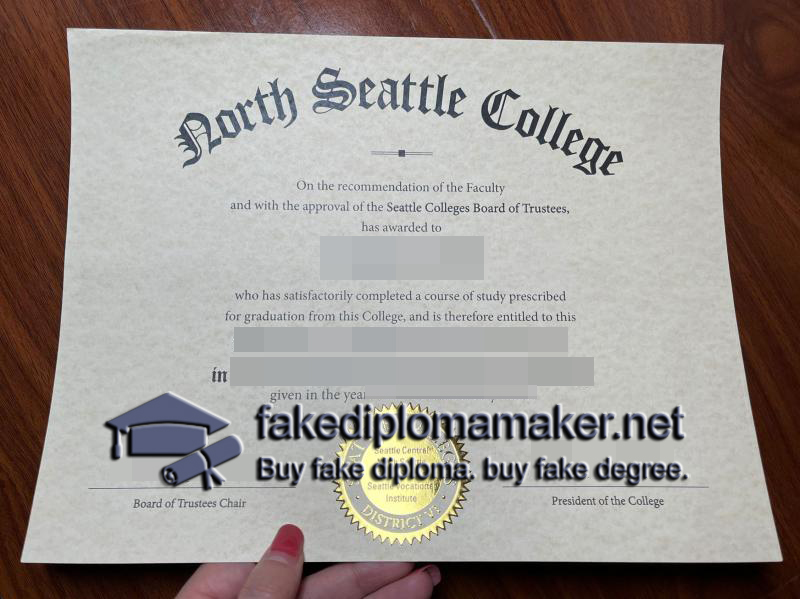 North Seattle College
On the recommendation of the Faculty
and with the approval of the Seattle Colleges Board of Trustees,
has awarded to
who has satisfactorily completed a course of study prescribed
for graduation from this College, and is therefore entitled to this
in
given in the year
fakediplomamaker.net
Buy fake diploma. buy fake degree.
Seattle Central
Seattle Vocational
Institute
DISTRICT VI
Board of Trustees Chair
President of the College